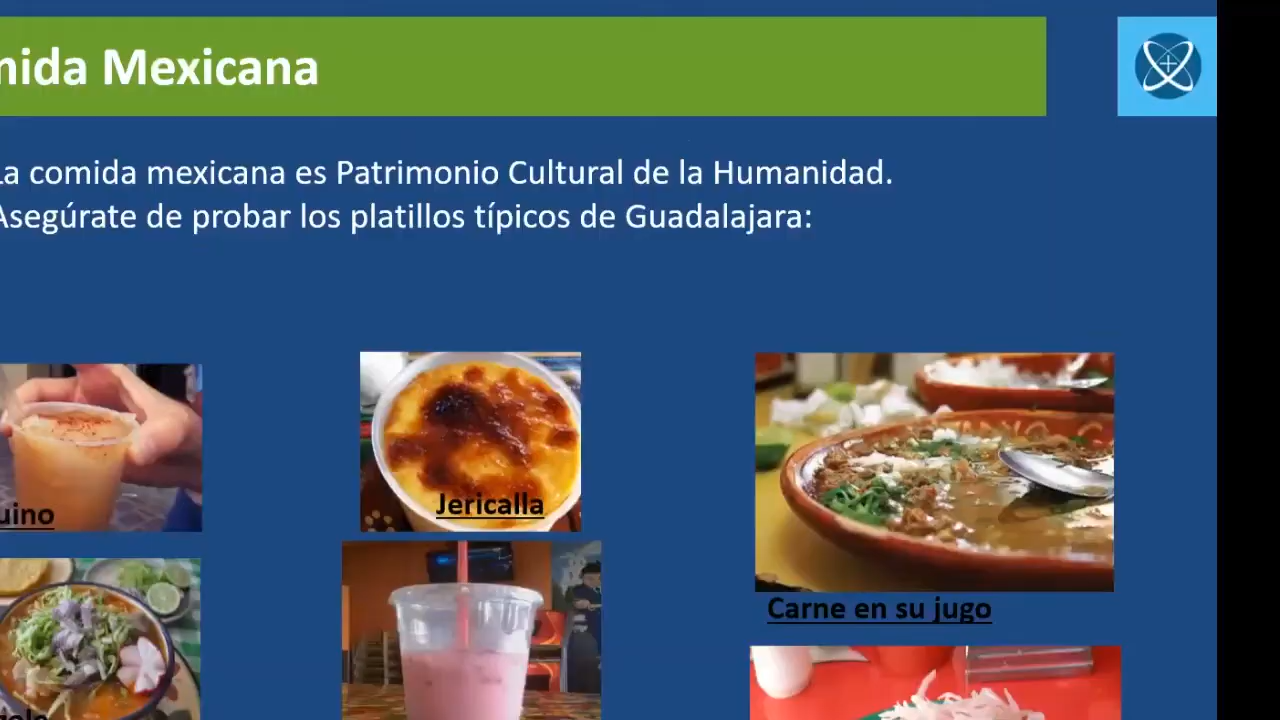 mida Mexicana
La comida mexicana es Patrimonio Cultural de la Humanidad.
Asegúrate de probar los platillos típicos de Guadalajara:
uino
Jericalla
Carne en su jugo